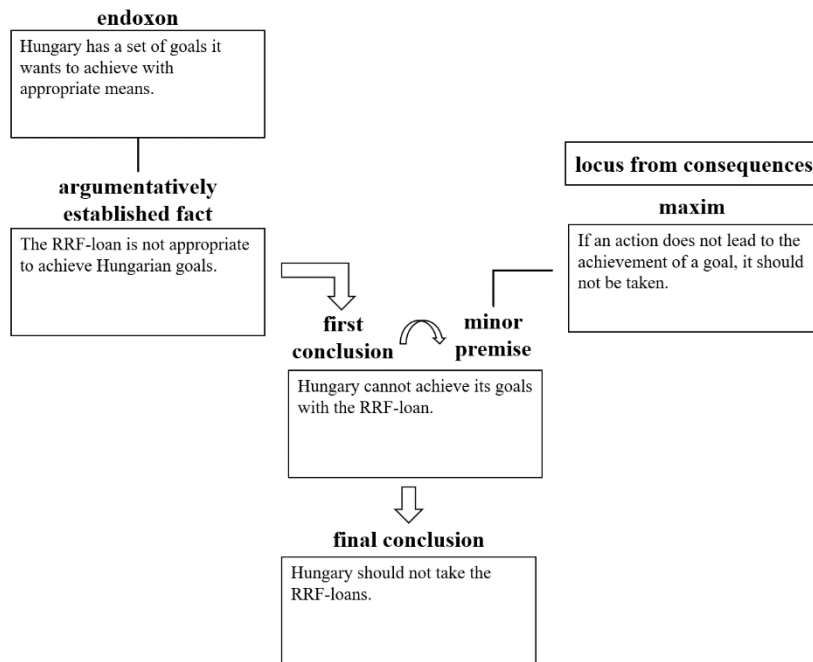 endoxon
Hungary has a set of goals it
wants to achieve with
appropriate means.
locus from consequences
argumentatively
established fact
maxim
The RRF-loan is not appropriate
to achieve Hungarian goals.
If an action does not lead to the
achievement of a goal, it should
not be taken.
first
conclusion
minor
premise
Hungary cannot achieve its goals
with the RRF-loan.
final conclusion
Hungary should not take the
RRF-loans.